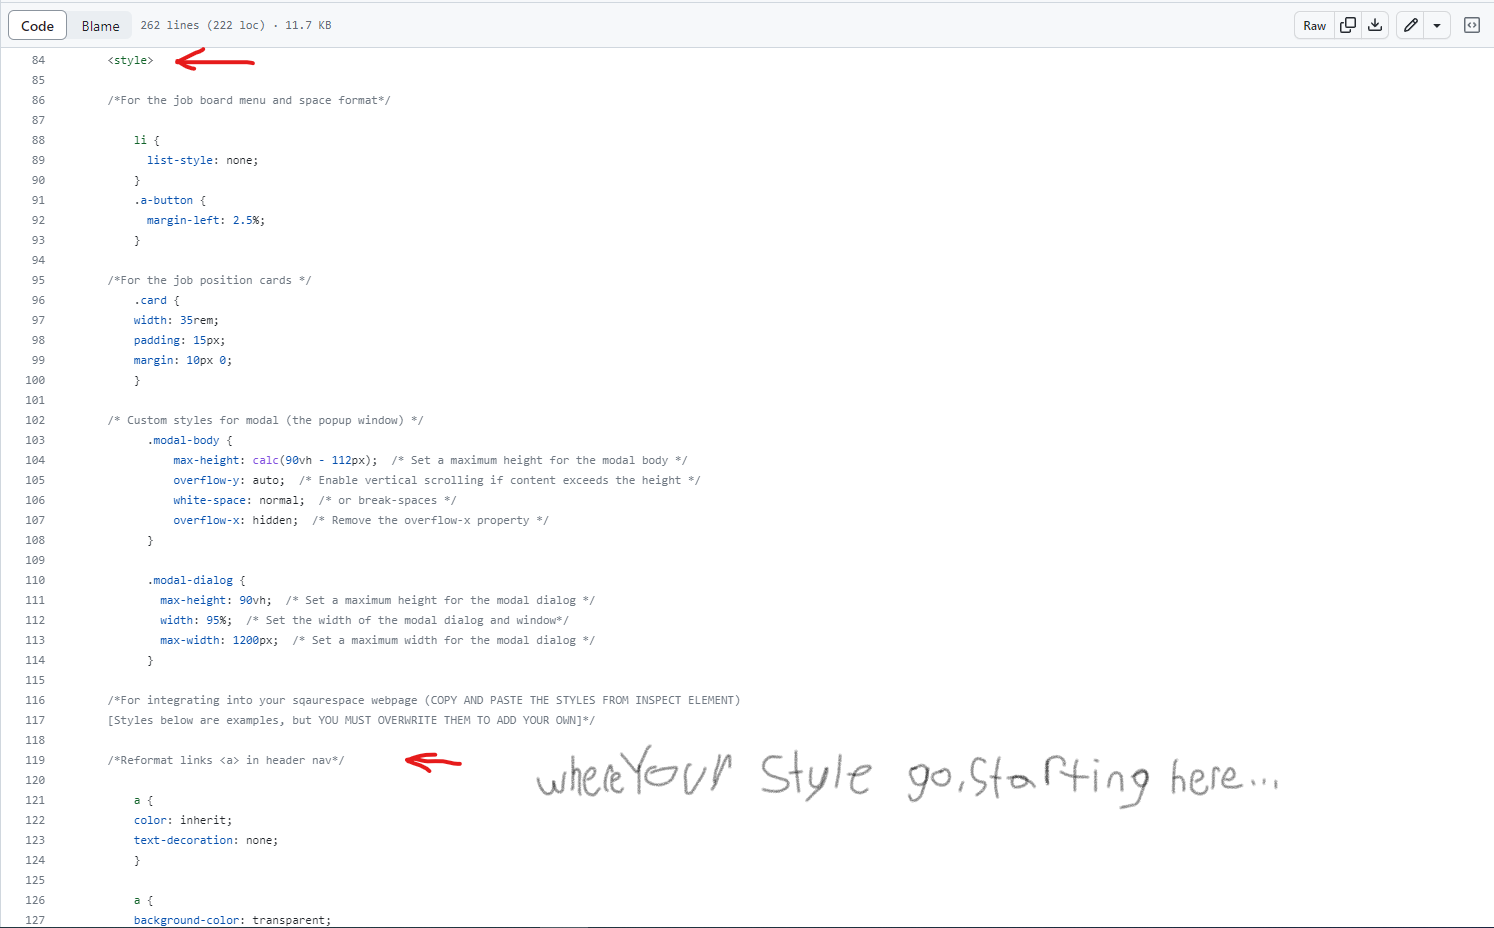 Code Blame 262 lines (222 loc) · 11.7 KB Raw
84 <style>
85
86 /*For the job board menu and space format*/
87
88 li {
89 list-style: none;
90 }
91 .a-button {
92 margin-left: 2.5%;
93 }
94
95 /*For the job position cards */
96 .card {
97 width: 35rem;
98 padding: 15px;
99 margin: 10px 0;
100 }
101
102 /* Custom styles for modal (the popup window) */
103 .modal-body {
104 max-height: calc(90vh - 112px); /* Set a maximum height for the modal body */
105 overflow-y: auto; /* Enable vertical scrolling if content exceeds the height */
106 white-space: normal; /* or break-spaces */
107 overflow-x: hidden; /* Remove the overflow-x property */
108 }
109
110 .modal-dialog {
111 max-height: 90vh; /* Set a maximum height for the modal dialog */
112 width: 95%; /* Set the width of the modal dialog and window*/
113 max-width: 1200px; /* Set a maximum width for the modal dialog */
114 }
115
116 /*For integrating into your sqaurespace webpage (COPY AND PASTE THE STYLES FROM INSPECT ELEMENT)
117 [Styles below are examples, but YOU MUST OVERWRITE THEM TO ADD YOUR OWN]*/
118
119 /*Reformat links <a> in header nav*/
where Your Style go, starting here...
120
121 a {
122 color: inherit;
123 text-decoration: none;
124 }
125
126 a {
127 background-color: transparent;